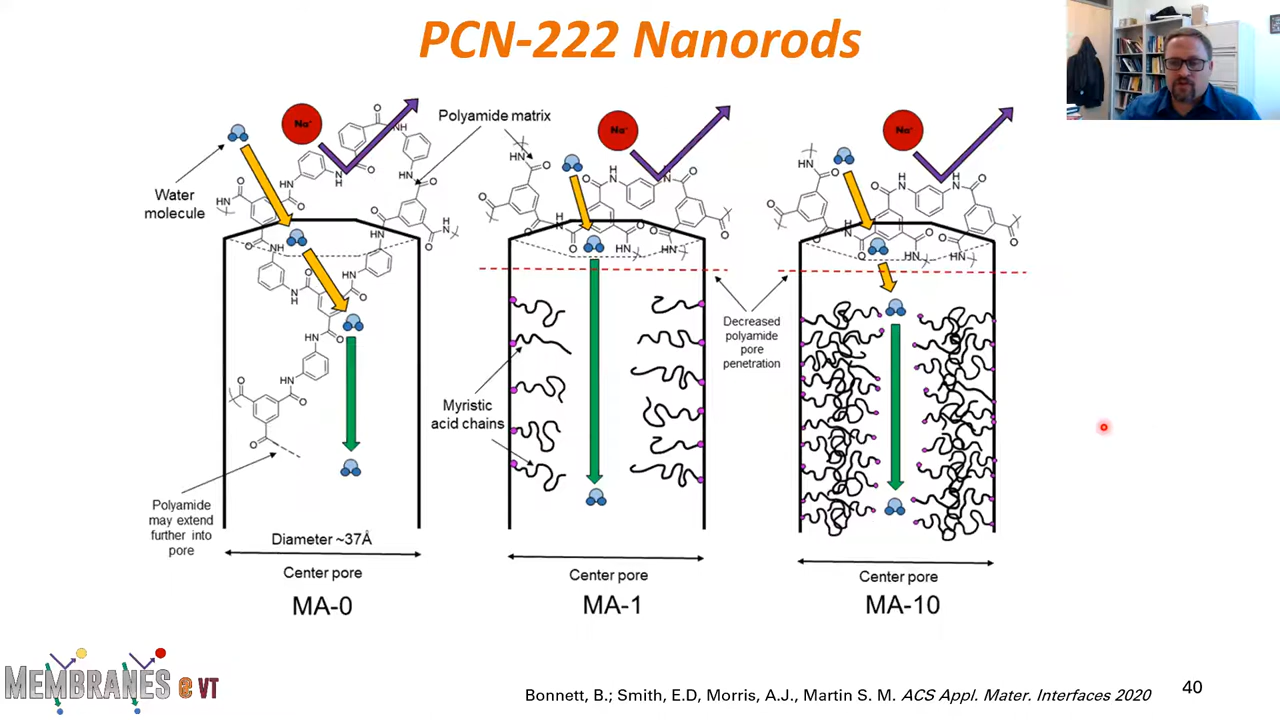 PCN-222 Nanorods
Polyamide matrix
Water
molecule
Na⁺
Na⁺
Na⁺
Decreased
polyamide
pore
penetration
Myristic
acid chains
Polyamide
may extend
further into
pore
Diameter ~37Å
Center pore
Center pore
Center pore
MA-0
MA-1
MA-10
MEMBRANES @ VT
Bonnett, B.; Smith, E.D, Morris, A.J., Martin S. M. ACS Appl. Mater. Interfaces 2020
40